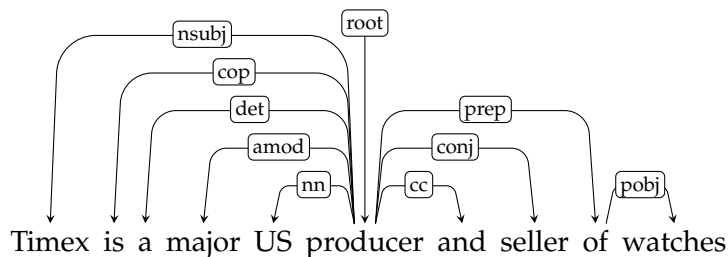 root
nsubj
cop
det
prep
amod
conj
nn
cc
pobj
Timex is a major US producer and seller of watches